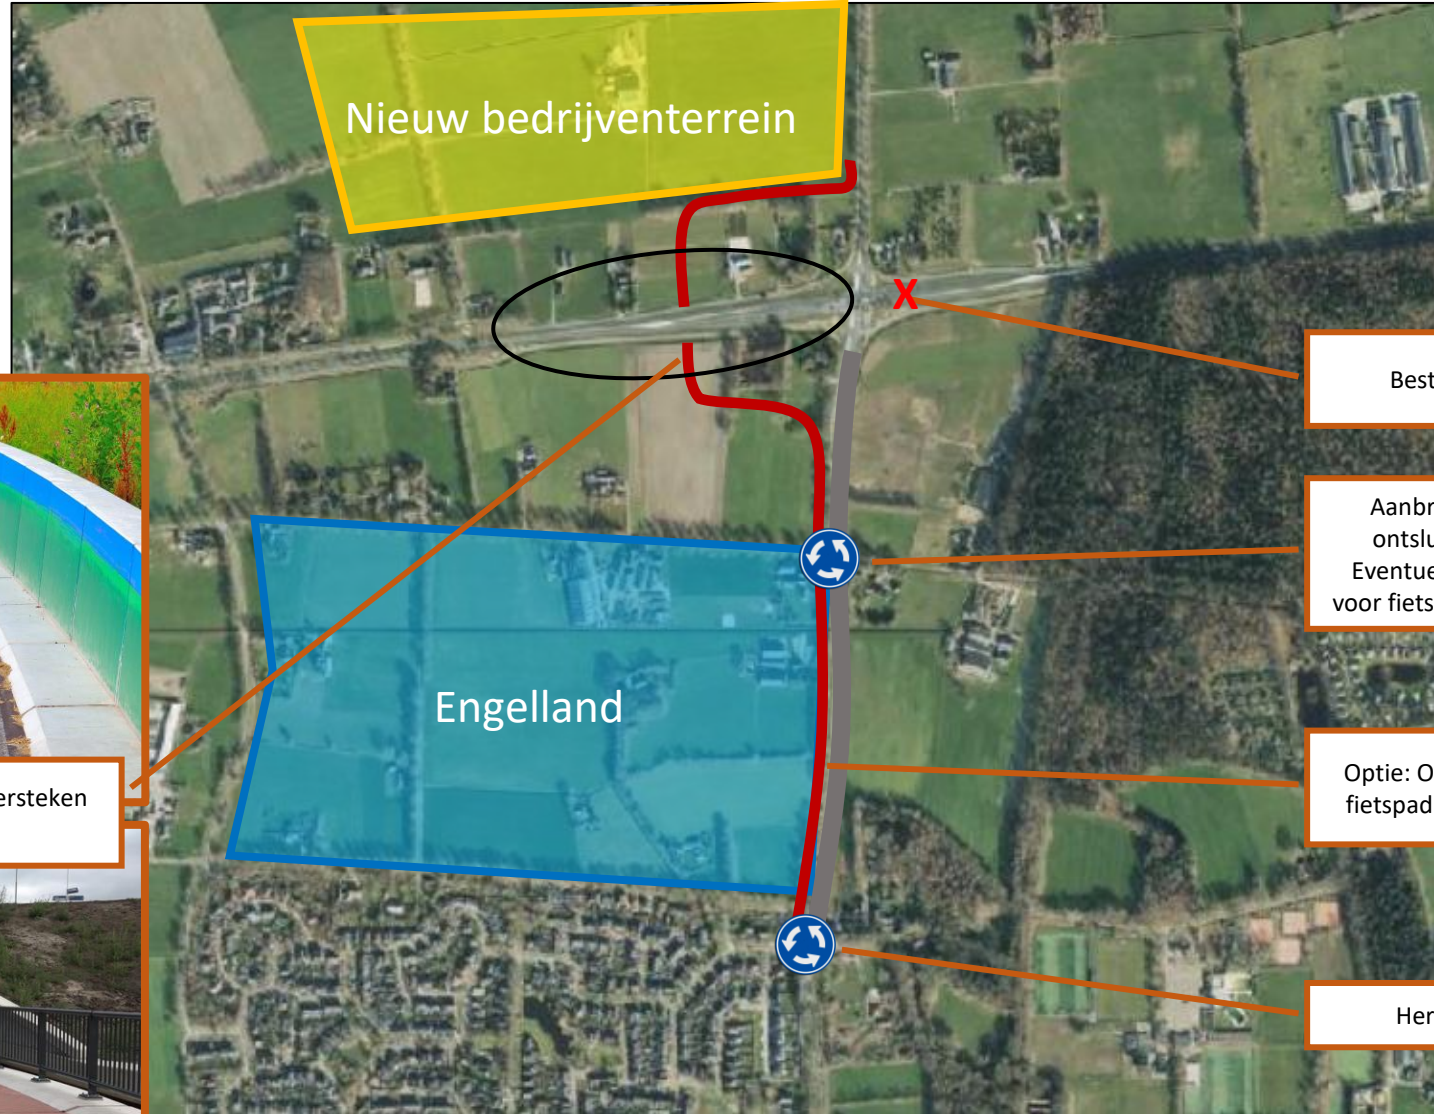 Nieuw bedrijventerrein
X
Best
Aanbr
ontslu
Eventue
voor fiets
Engelland
Optie: O
fietspad
ersteken
Her